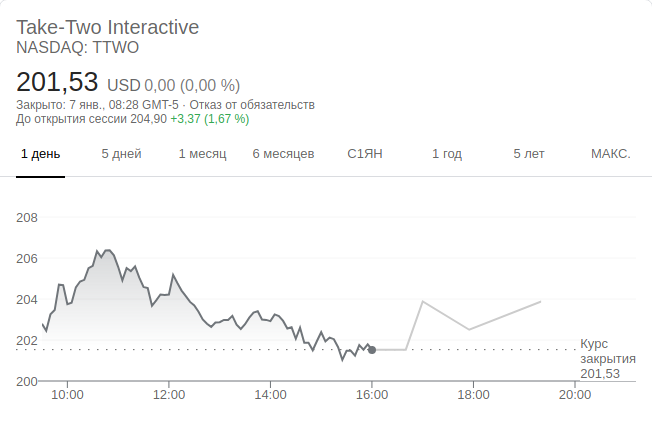 Take-Two Interactive
NASDAQ: TTWO
201,53 USD 0,00 (0,00 %)
Закрыто: 7 янв., 08:28 GMT-5 · Отказ от обязательств
До открытия сессии 204,90 +3,37 (1,67 %)
1 день 5 дней 1 месяц 6 месяцев С1ЯН 1 год 5 лет МАКС.
208
206
204
202
Курс
закрытия
201,53
200
10:00 12:00 14:00 16:00 18:00 20:00